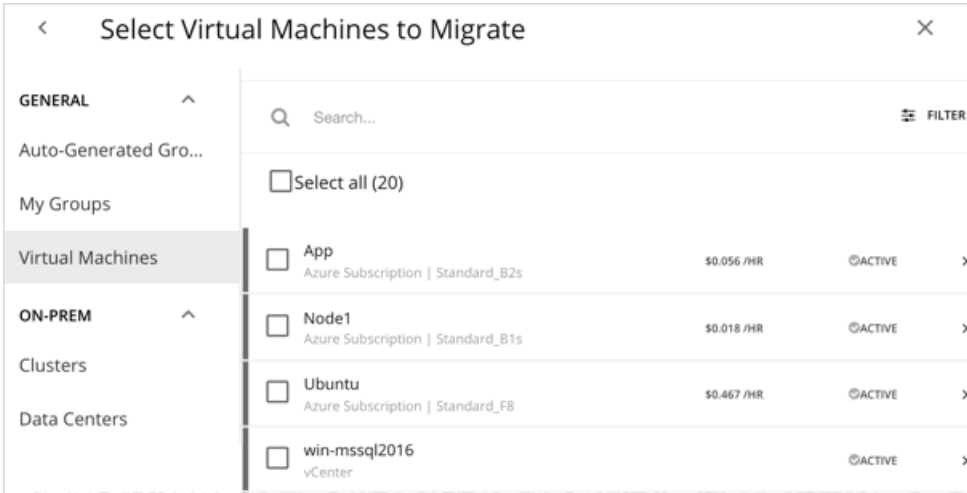 Select Virtual Machines to Migrate
GENERAL
Auto-Generated Gro...
My Groups
Virtual Machines
ON-PREM
Clusters
Data Centers
Search...
FILTER
Select all (20)
App
Azure Subscription | Standard_B2s
$0.056 /HR
ACTIVE
Node1
Azure Subscription | Standard_B1s
$0.018 /HR
ACTIVE
Ubuntu
Azure Subscription | Standard_F8
$0.467 /HR
ACTIVE
win-mssql2016
vCenter
ACTIVE